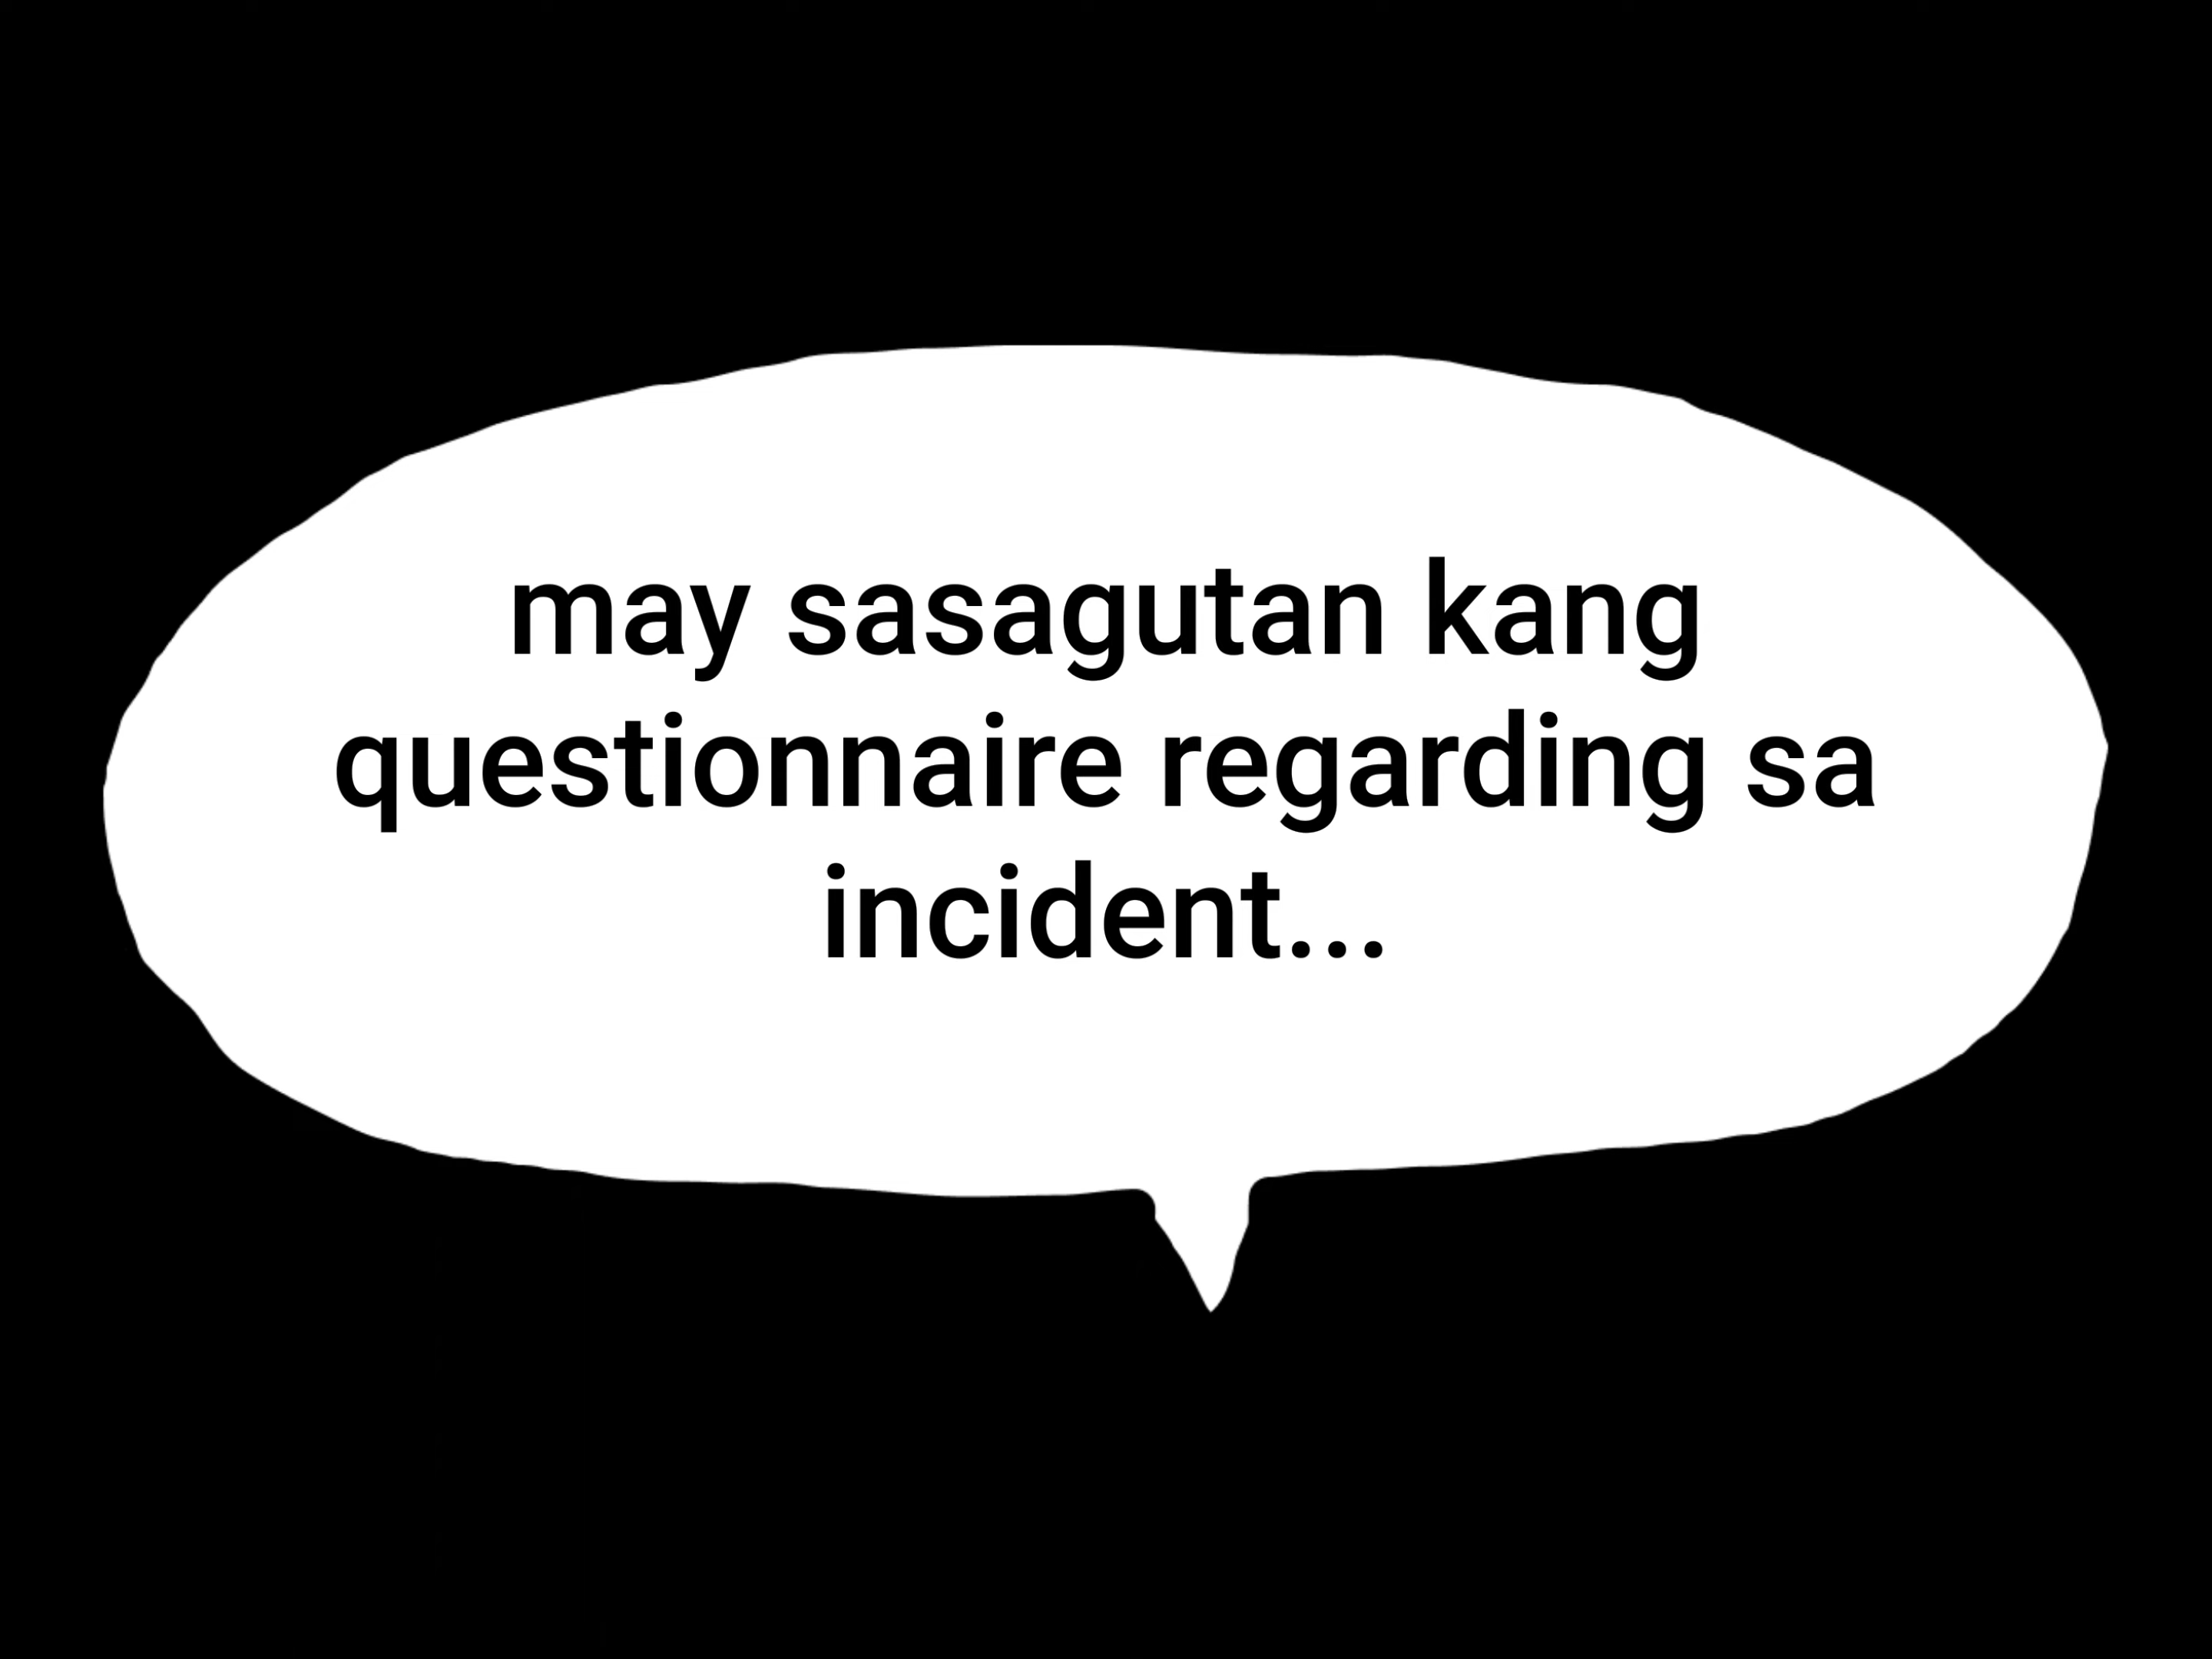 may sasagutan kang
questionnaire regarding sa
incident...